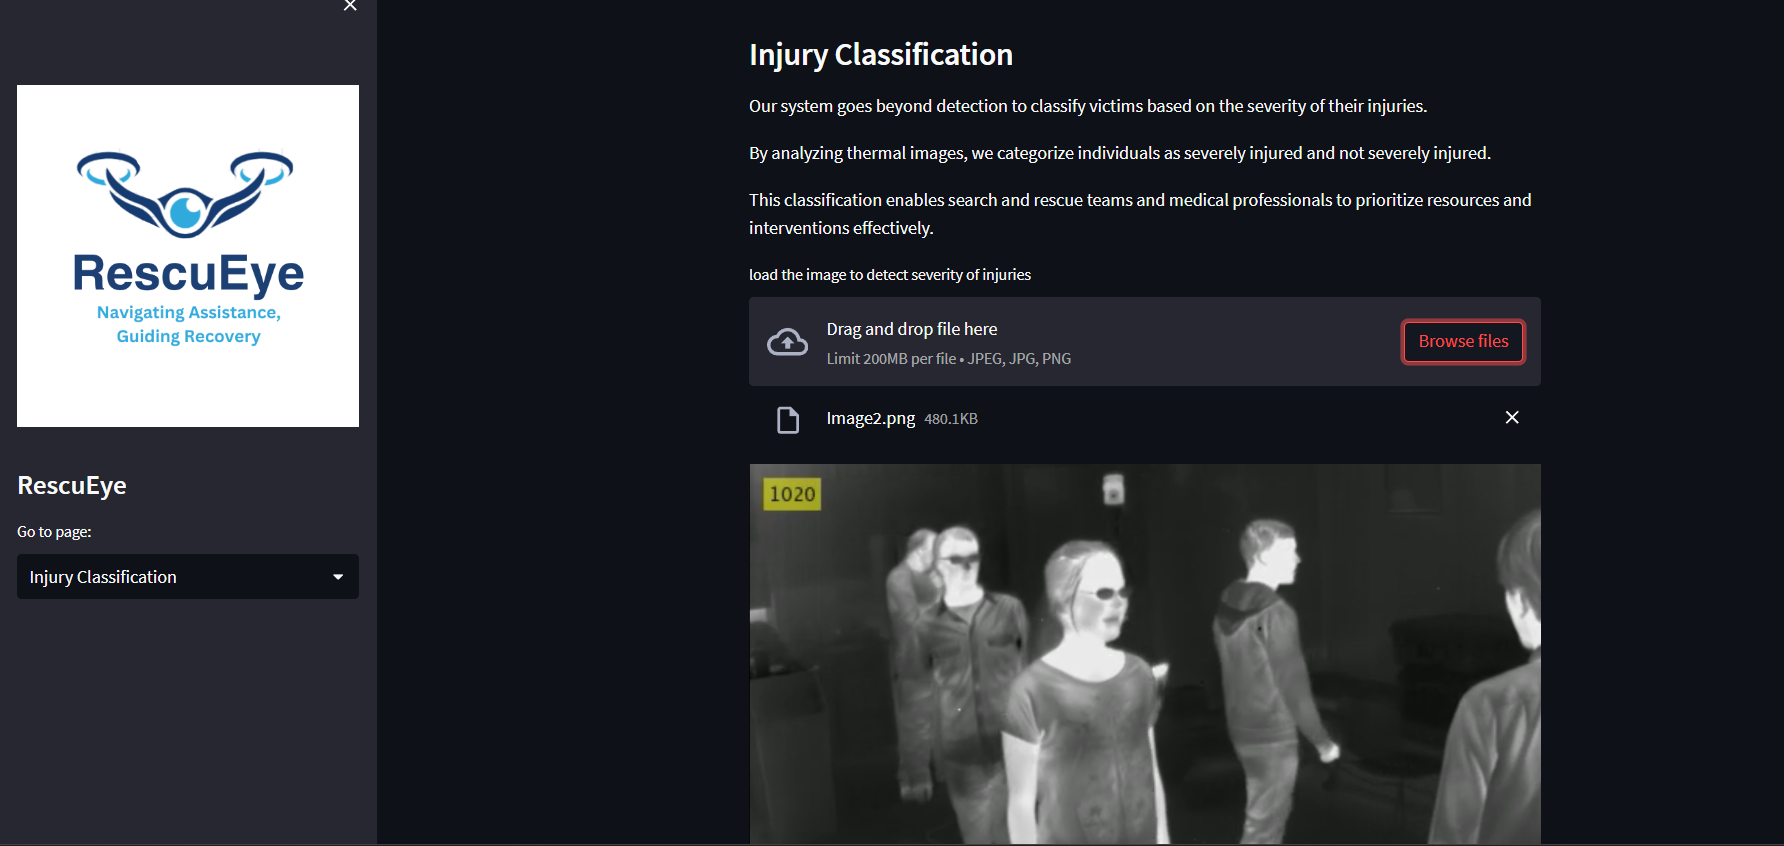 RescuEye
Navigating Assistance,
Guiding Recovery
RescuEye
Go to page:
Injury Classification
Injury Classification
Our system goes beyond detection to classify victims based on the severity of their injuries.
By analyzing thermal images, we categorize individuals as severely injured and not severely injured.
This classification enables search and rescue teams and medical professionals to prioritize resources and
interventions effectively.
load the image to detect severity of injuries
Drag and drop file here
Limit 200MB per file • JPEG, JPG, PNG
Browse files
Image2.png 480.1KB
1020